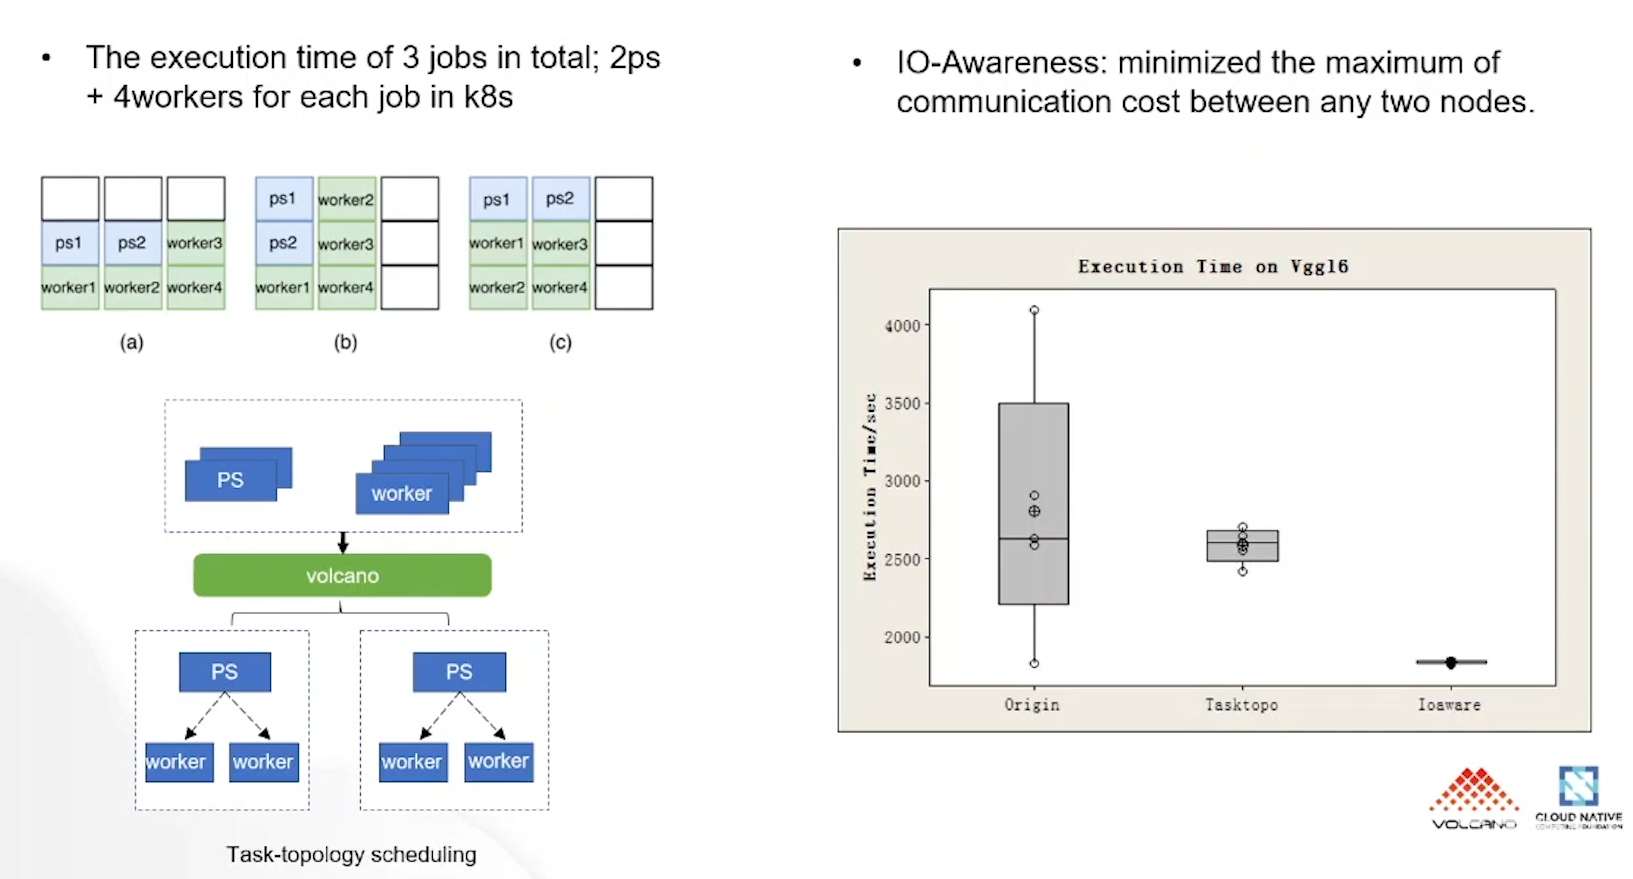 • The execution time of 3 jobs in total; 2ps
+ 4workers for each job in k8s
ps1 ps2 worker3
worker1 worker2 worker4
(a)
ps1 worker2
ps2 worker3
worker1 worker4
(b)
ps1 ps2
worker1 worker3
worker2 worker4
(c)
PS
worker
volcano
PS
worker worker
PS
worker worker
Task-topology scheduling
• IO-Awareness: minimized the maximum of
communication cost between any two nodes.
Execution Time on Vgg16
Execution Time/sec
4000
3500
3000
2500
2000
Origin Tasktopo Ioaware
VOLCANO
CLOUD NATIVE
COMPUTING FOUNDATION